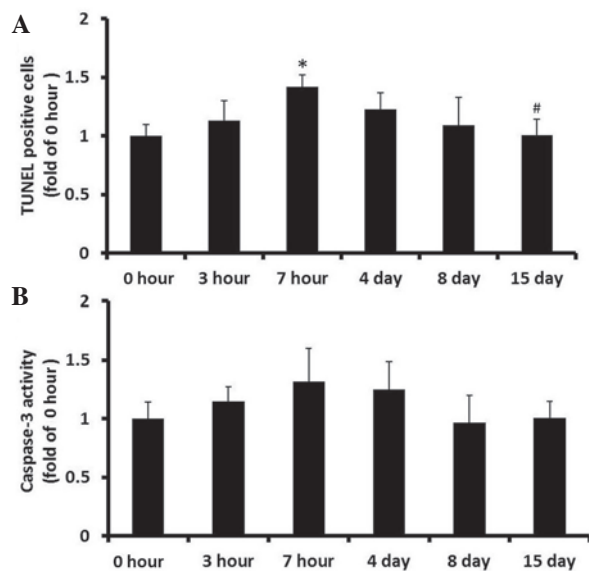 A
TUNEL positive cells
(fold of 0 hour )
2
1.5
1
0.5
0
*
#
0 hour 3 hour 7 hour 4 day 8 day 15 day
B
Caspase-3 activity
(fold of 0 hour )
2
1.5
1
0.5
0
0 hour 3 hour 7 hour 4 day 8 day 15 day